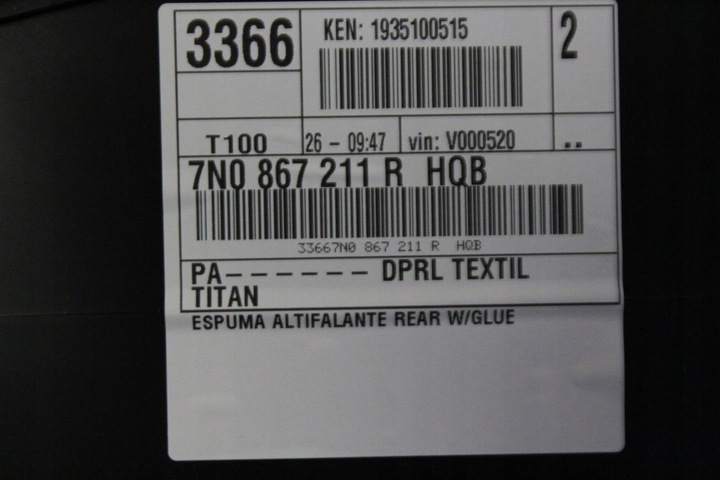 3366 KEN: 1935100515 2
T100 26 - 09:47 vin: V000520 ..
7N0 867 211 R HQB
33667N0 867 211 R HQB
PA------ DPRL TEXTIL
TITAN
ESPUMA ALTIFALANTE REAR W/GLUE